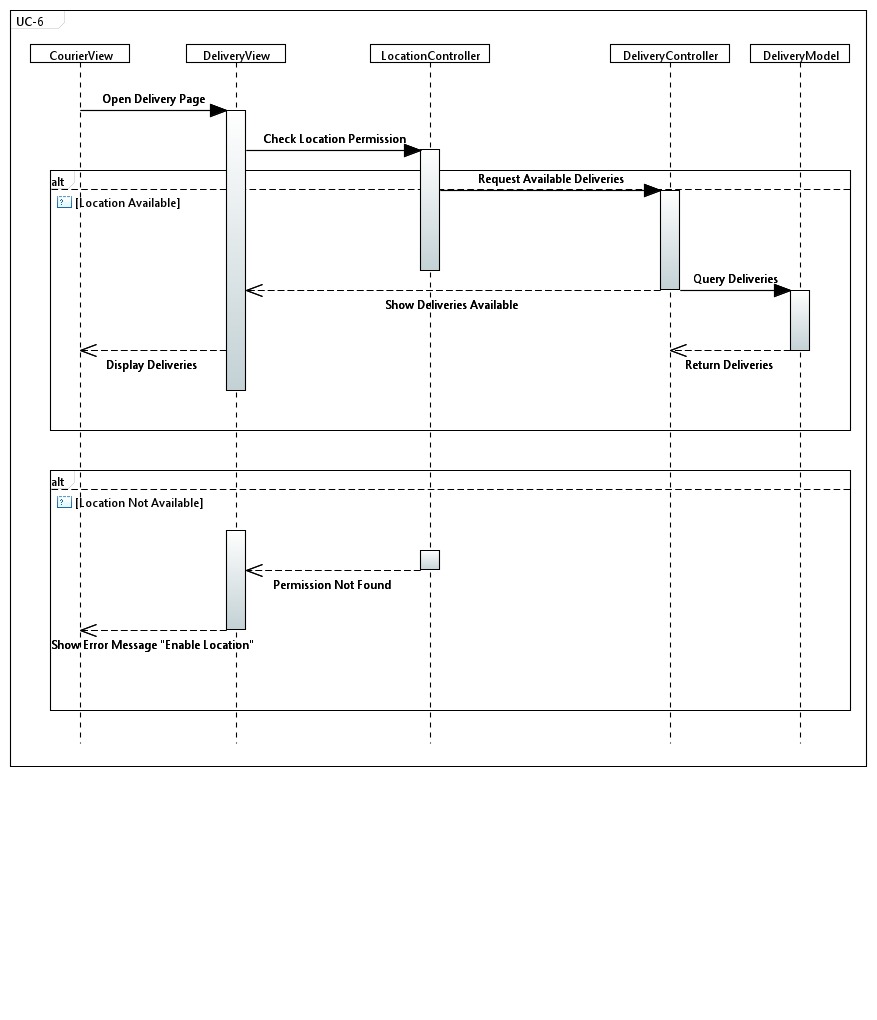 UC-6
CourierView
DeliveryView
LocationController
DeliveryController
DeliveryModel
Open Delivery Page
Check Location Permission
alt
Request Available Deliveries
? [Location Available]
Query Deliveries
Show Deliveries Available
Display Deliveries
Return Deliveries
alt
? [Location Not Available]
Permission Not Found
Show Error Message "Enable Location"